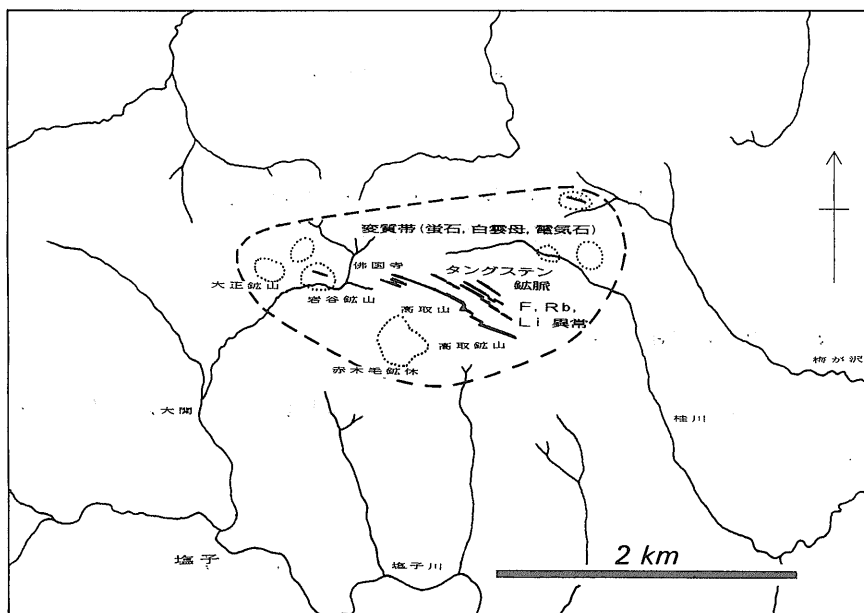 変質帯(蛍石,白雲母,電気石)
佛国寺
タングステン
鉱脈
大正鉱山
岩谷鉱山
高取山
F, Rb,
Li 異常
高取鉱山
赤木毛鉱体
梅が沢
大関
桂川
塩子
塩子川
2 km